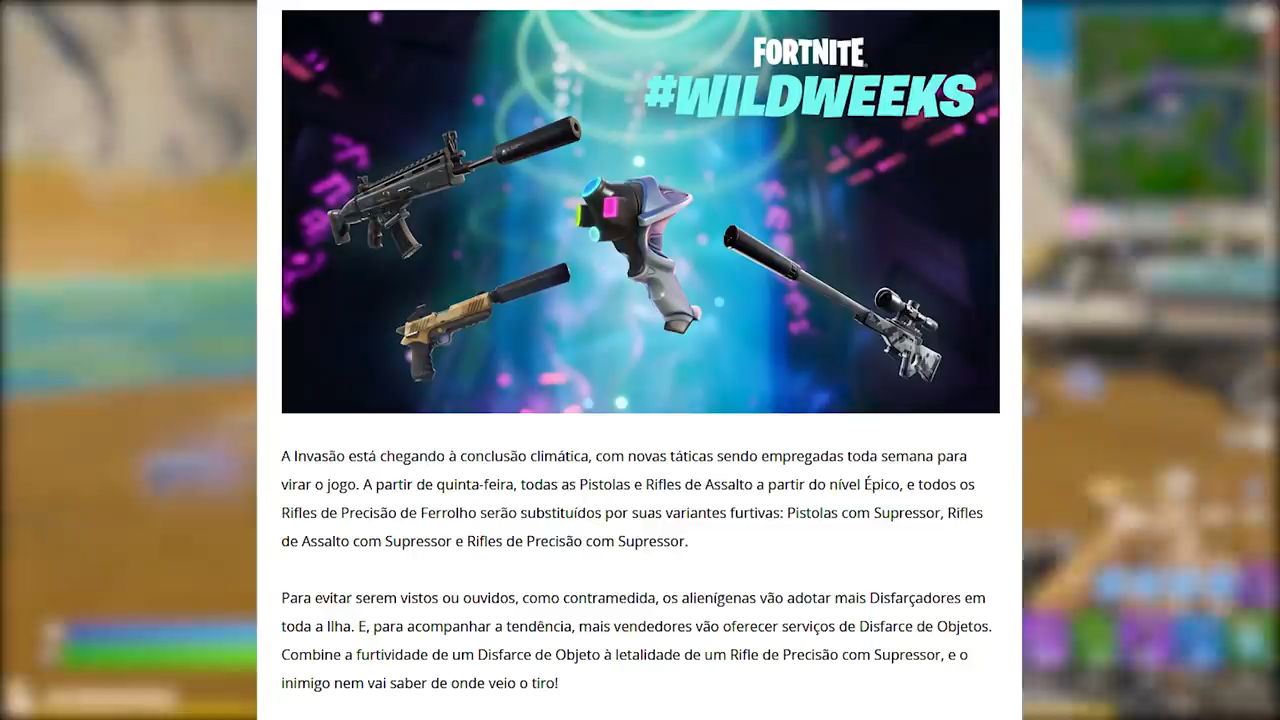 FORTNITE
#WILDWEEKS
A Invasão está chegando à conclusão climática, com novas táticas sendo empregadas toda semana para
virar o jogo. A partir de quinta-feira, todas as Pistolas e Rifles de Assalto a partir do nível Épico, e todos os
Rifles de Precisão de Ferrolho serão substituídos por suas variantes furtivas: Pistolas com Supressor, Rifles
de Assalto com Supressor e Rifles de Precisão com Supressor.
Para evitar serem vistos ou ouvidos, como contramedida, os alienígenas vão adotar mais Disfarçadores em
toda a Ilha. E, para acompanhar a tendência, mais vendedores vão oferecer serviços de Disfarce de Objetos.
Combine a furtividade de um Disfarce de Objeto à letalidade de um Rifle de Precisão com Supressor, e o
inimigo nem vai saber de onde veio o tiro!